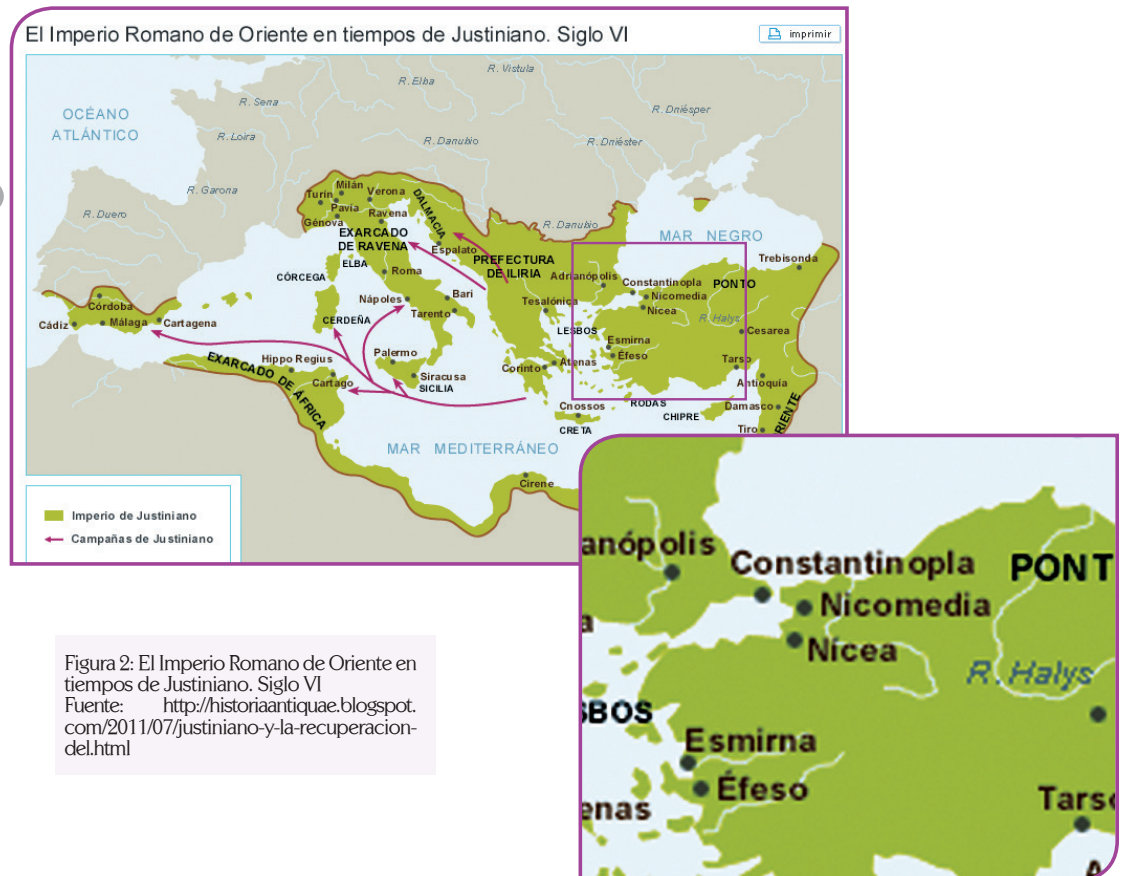 El Imperio Romano de Oriente en tiempos de Justiniano. Siglo VI
imprimir
OCÉANO
ATLÁNTICO
R. Sena
R. Elba
R. Vístula
R. Loira
R. Danubio
R. Dniéster
R. Dniésper
R. Garona
R. Duero
Milán
Turín
Verona
Pavía
Génova
Ravena
DALMACIA
EXARCADO
DE RAVENA
Espalato
R. Danubio
MAR NEGRO
PREFECTURA
DE ILIRIA
ELBA
CÓRCEGA
Roma
Adrianópolis
Constantinopla
PONTO
Trebisonda
Nicomedia
Nícea
Nápoles
Bari
Tarento
Tesalónica
R. Halys
Córdoba
Cádiz
Málaga
Cartagena
CERDEÑA
LESBOS
Cesarea
Esmirna
Éfeso
Hippo Regius
Palermo
EXARCADO DE ÁFRICA
Cartago
Siracusa
SICILIA
Corinto
Atenas
Tarso
Antioquía
RODAS
CHIPRE
Damasco
RIENTE
Cnossos
CRETA
Tiro
MAR MEDITERRÁNEO
Cirene
Imperio de Justiniano
Campañas de Justiniano
anópolis
Constantinopla
PONT
Nicomedia
Nícea
R. Halys
SBOS
Esmirna
Éfeso
enas
Tarso
A
Figura 2: El Imperio Romano de Oriente en
tiempos de Justiniano. Siglo VI
Fuente: http://historiaantiquae.blogspot.
com/2011/07/justiniano-y-la-recuperacion-
del.html